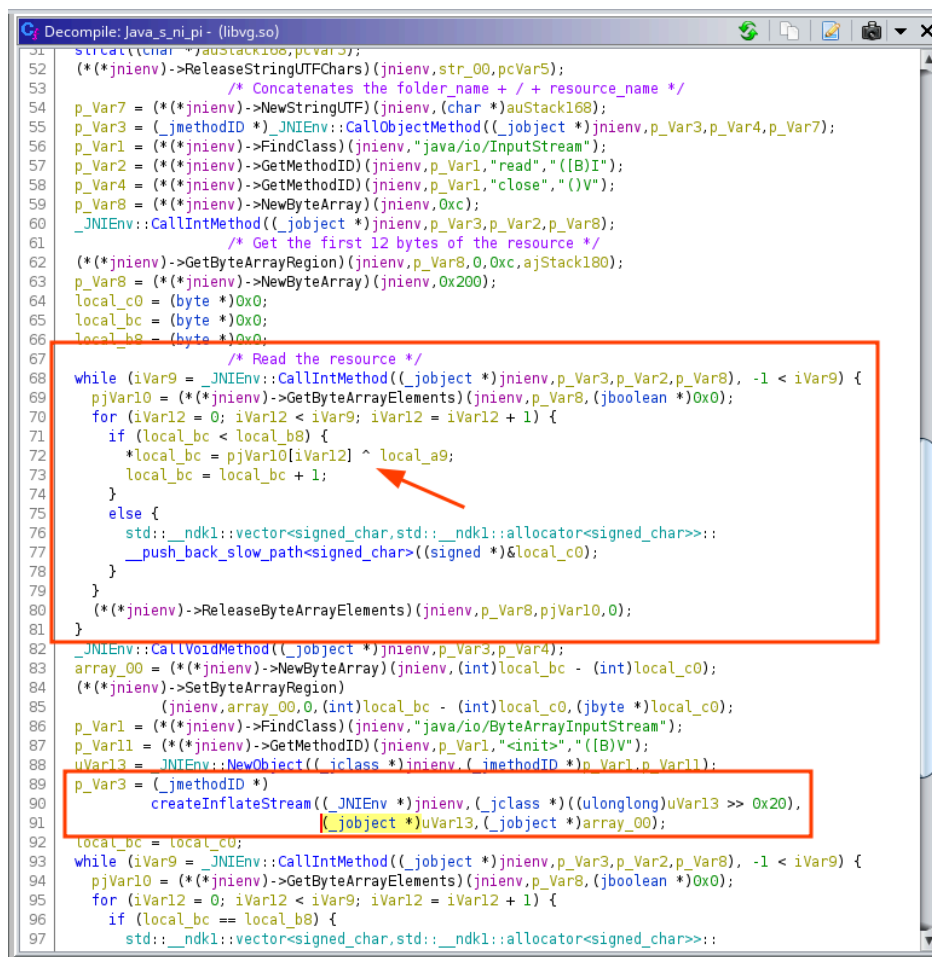 Decompile: Java_s_ni_pi - (libvg.so)
51 strcat((char *)auStack168,pcVar5);
52 (*(*jnienv)->ReleaseStringUTFChars)(jnienv,str_00,pcVar5);
53 /* Concatenates the folder_name + / + resource_name */
54 p_Var7 = (*(*jnienv)->NewStringUTF)(jnienv,(char *)auStack168);
55 p_Var3 = (_jmethodID *)_JNIEnv::CallObjectMethod((_jobject *)jnienv,p_Var3,p_Var4,p_Var7);
56 p_Var1 = (*(*jnienv)->FindClass)(jnienv,"java/io/InputStream");
57 p_Var2 = (*(*jnienv)->GetMethodID)(jnienv,p_Var1,"read","([B)I");
58 p_Var4 = (*(*jnienv)->GetMethodID)(jnienv,p_Var1,"close","()V");
59 p_Var8 = (*(*jnienv)->NewByteArray)(jnienv,0xc);
60 _JNIEnv::CallIntMethod((_jobject *)jnienv,p_Var3,p_Var2,p_Var8);
61 /* Get the first 12 bytes of the resource */
62 (*(*jnienv)->GetByteArrayRegion)(jnienv,p_Var8,0,0xc,ajStack180);
63 p_Var8 = (*(*jnienv)->NewByteArray)(jnienv,0x200);
64 local_c0 = (byte *)0x0;
65 local_bc = (byte *)0x0;
66 local_b8 = (byte *)0x0;
67 /* Read the resource */
68 while (iVar9 = _JNIEnv::CallIntMethod((_jobject *)jnienv,p_Var3,p_Var2,p_Var8), -1 < iVar9) {
69 pjVar10 = (*(*jnienv)->GetByteArrayElements)(jnienv,p_Var8,(jboolean *)0x0);
70 for (iVar12 = 0; iVar12 < iVar9; iVar12 = iVar12 + 1) {
71 if (local_bc < local_b8) {
72 *local_bc = pjVar10[iVar12] ^ local_a9;
73 local_bc = local_bc + 1;
74 }
75 else {
76 std::__ndk1::vector<signed_char,std::__ndk1::allocator<signed_char>>::
77 __push_back_slow_path<signed_char>((signed *)&local_c0);
78 }
79 }
80 (*(*jnienv)->ReleaseByteArrayElements)(jnienv,p_Var8,pjVar10,0);
81 }
82 _JNIEnv::CallVoidMethod((_jobject *)jnienv,p_Var3,p_Var4);
83 array_00 = (*(*jnienv)->NewByteArray)(jnienv,(int)local_bc - (int)local_c0);
84 (*(*jnienv)->SetByteArrayRegion)
85 (jnienv,array_00,0,(int)local_bc - (int)local_c0,(jbyte *)local_c0);
86 p_Var1 = (*(*jnienv)->FindClass)(jnienv,"java/io/ByteArrayInputStream");
87 p_Var11 = (*(*jnienv)->GetMethodID)(jnienv,p_Var1,"<init>","([B)V");
88 uVar13 = _JNIEnv::NewObject((_jclass *)jnienv,(_jmethodID *)p_Var1,p_Var11);
89 p_Var3 = (_jmethodID *)
90 createInflateStream((_JNIEnv *)jnienv,(_jclass *)((ulonglong)uVar13 >> 0x20),
91 (_jobject *)uVar13,(_jobject *)array_00);
92 local_bc = local_c0;
93 while (iVar9 = _JNIEnv::CallIntMethod((_jobject *)jnienv,p_Var3,p_Var2,p_Var8), -1 < iVar9) {
94 pjVar10 = (*(*jnienv)->GetByteArrayElements)(jnienv,p_Var8,(jboolean *)0x0);
95 for (iVar12 = 0; iVar12 < iVar9; iVar12 = iVar12 + 1) {
96 if (local_bc == local_b8) {
97 std::__ndk1::vector<signed_char,std::__ndk1::allocator<signed_char>>::